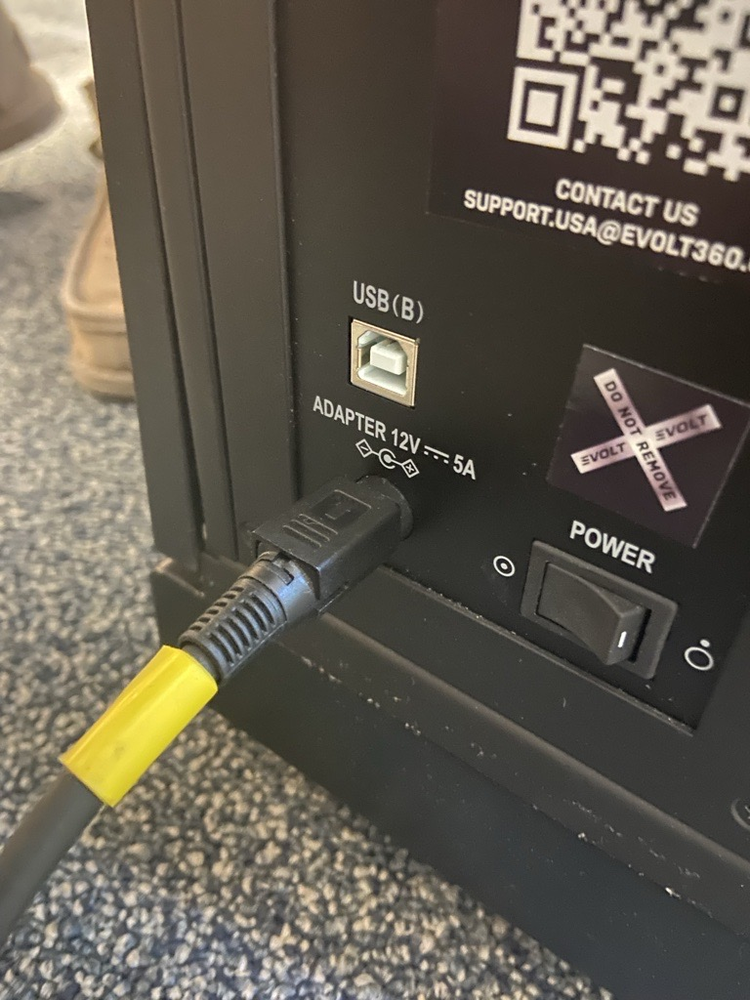 CONTACT US
SUPPORT.USA@EVOLT360.
USB(B)
ADAPTER 12V ⎓ 5A
DO NOT REMOVE
EVOLT
EVOLT
POWER
I